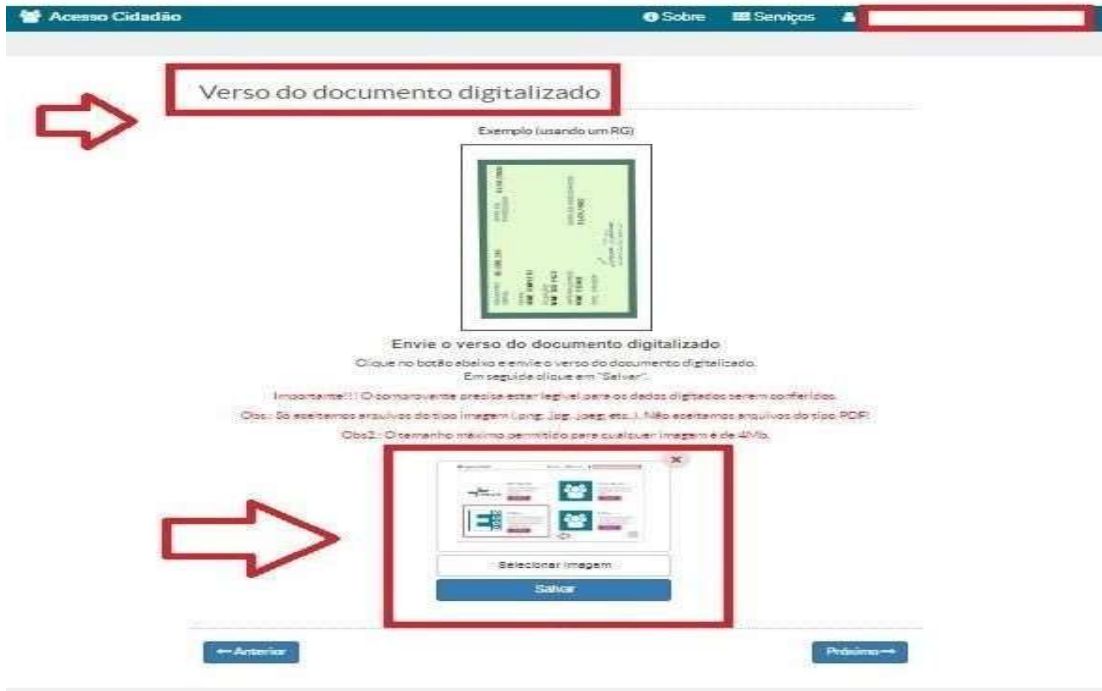 Acesso Cidadão
Sobre
Serviços
Verso do documento digitalizado
Exemplo (usando um RG)
Envie o verso do documento digitalizado
Clique no botão abaixo e envie o verso do documento digitalizado.
Em seguida clique em "Salvar".
Importante!!! O comprovante precisa estar legível para os dados digitados serem conferidos.
Obs.: Só aceitamos arquivos do tipo imagem (.png, .jpg, .jpeg, etc..). Não aceitamos arquivos do tipo PDF!
Obs2.: O tamanho máximo permitido para qualquer imagem é de 4Mb.
×
Selecionar imagem
Salvar
←Anterior
Próximo→